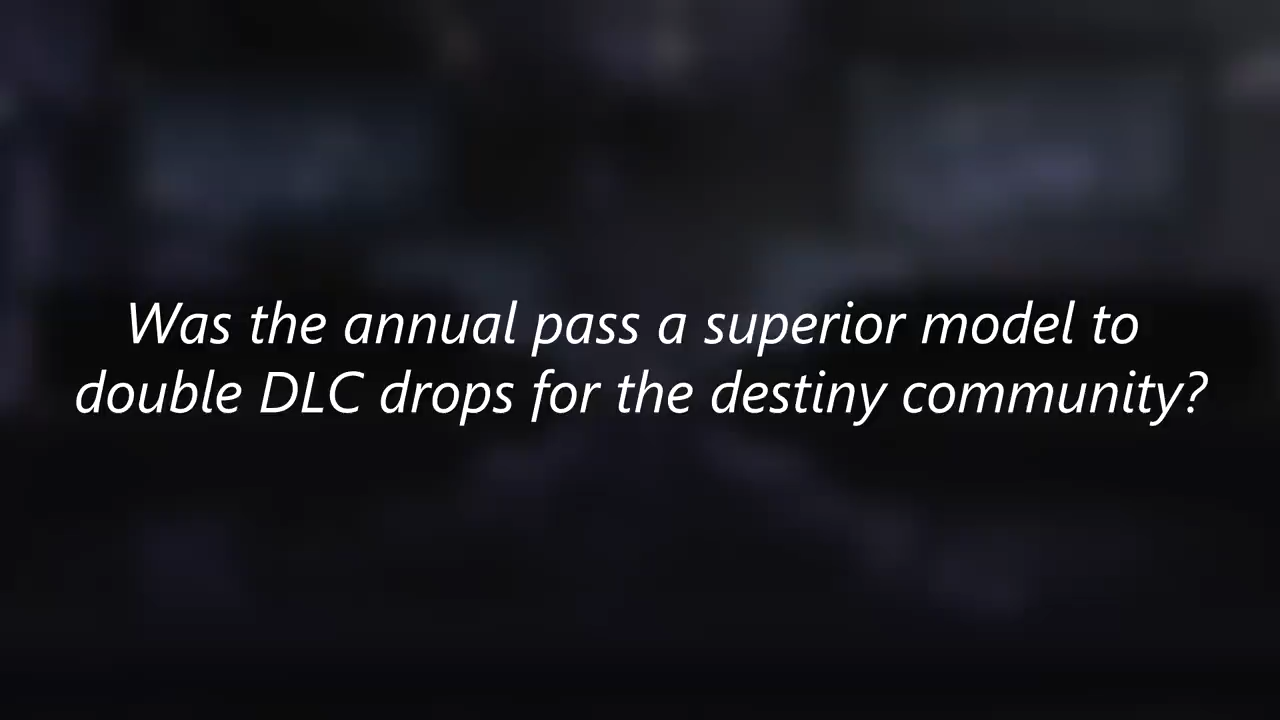 Was the annual pass a superior model to
double DLC drops for the destiny community?